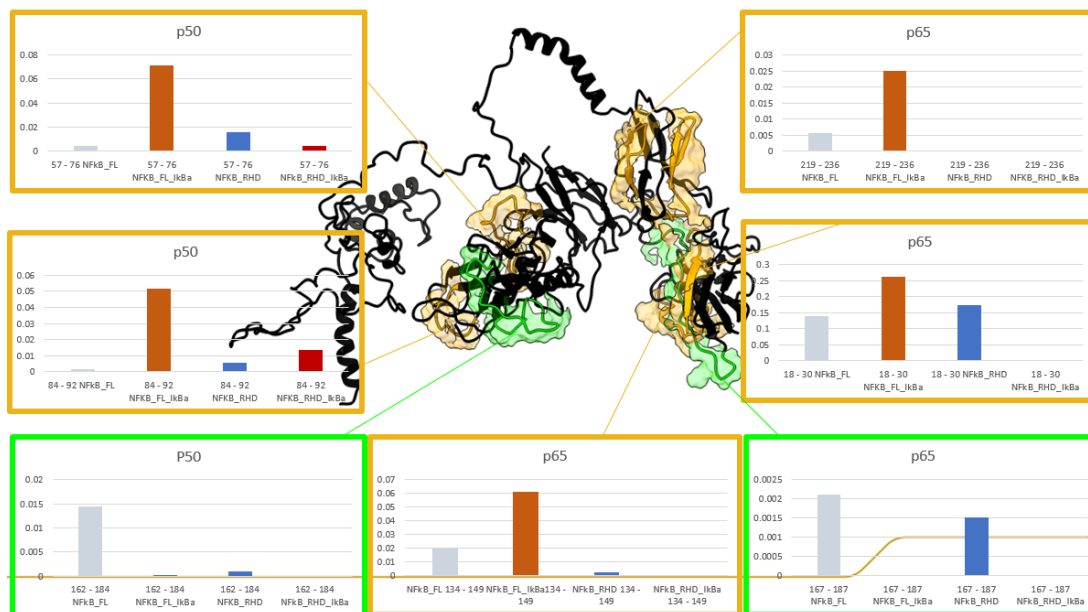 p50
0.08
0.06
0.04
0.02
0
57 - 76 NFkB_FL
57 - 76
NFKB_FL_IkBa
57 - 76
NFKB_RHD
57 - 76
NFkB_RHD_IkBa
p65
0.03
0.025
0.02
0.015
0.01
0.005
0
219 - 236
NFKB_FL
219 - 236
NFKB_FL_IkBa
219 - 236
NFKB_RHD
219 - 236
NFkB_RHD_IkBa
p50
0.06
0.05
0.04
0.03
0.02
0.01
0
84 - 92 NFkB_FL
84 - 92
NFKB_FL_IkBa
84 - 92
NFKB_RHD
84 - 92
NFKB_RHD_IkBa
p65
0.3
0.25
0.2
0.15
0.1
0.05
0
18 - 30 NFkB_FL
18 - 30
NFKB_FL_IkBa
18 - 30 NFkB_RHD
18 - 30
NFkB_RHD_IkBa
P50
0.02
0.015
0.01
0.005
0
162 - 184
NFkB_FL
162 - 184
NFKB_FL_IkBa
162 - 184
NFKB_RHD
162 - 184
NFKB_RHD_IkBa
p65
0.07
0.06
0.05
0.04
0.03
0.02
0.01
0
NFkB_FL 134 - 149
NFkB_FL_IkBa134 -
149
NFkB_RHD 134 -
149
NFkB_RHD_IkBa
134 - 149
p65
0.0025
0.002
0.0015
0.001
0.0005
0
167 - 187
NFkB_FL
167 - 187
NFKB_FL_IkBa
167 - 187
NFkB_RHD
167 - 187
NFkB_RHD_IkBa